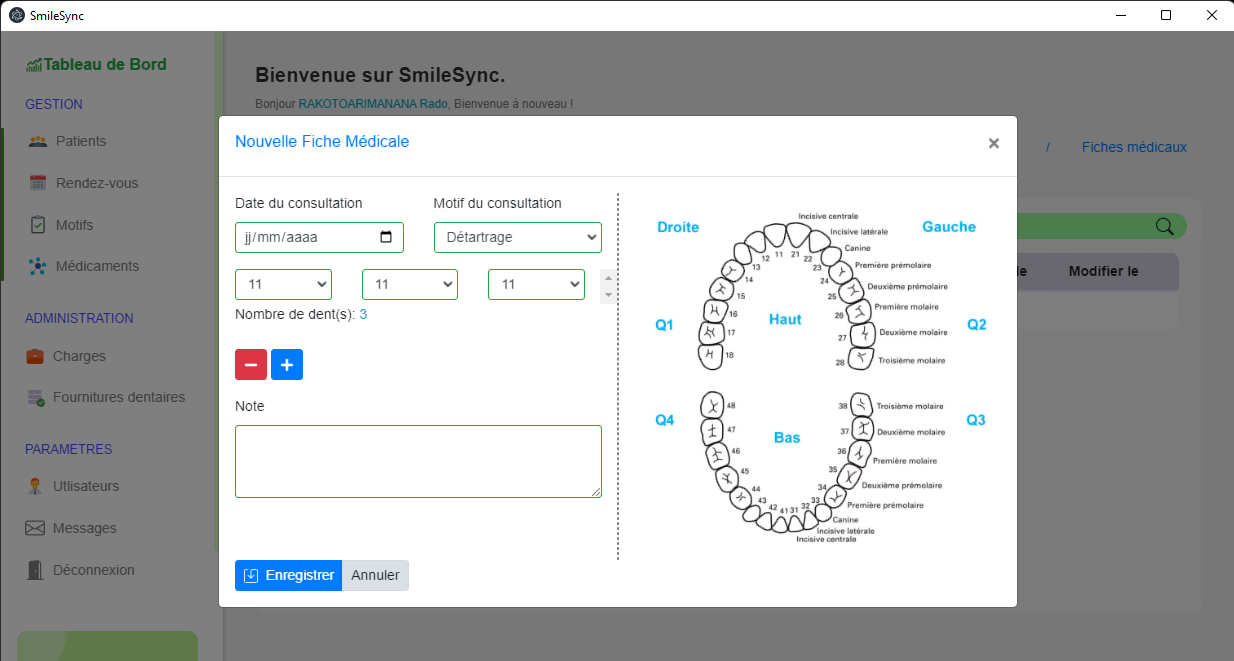 SmileSync
Tableau de Bord
GESTION
Patients
Rendez-vous
Motifs
Médicaments
ADMINISTRATION
Charges
Fournitures dentaires
PARAMETRES
Utlisateurs
Messages
Déconnexion
Bienvenue sur SmileSync.
Bonjour RAKOTOARIMANANA Rado, Bienvenue á nouveau !
/ Fiches médicaux
le Modifier le
Nouvelle Fiche Médicale
×
Date du consultation Motif du consultation
jj/mm/aaaa Détartrage
11 11 11
Nombre de dent(s): 3
Note
Enregistrer Annuler
Droite
Gauche
Incisive centrale
Incisive latérale
Canine
Première prémolaire
Deuxième prémolaire
Première molaire
Deuxième molaire
Troisième molaire
12 11 21 22
13 23
14 24
15 25
16 26
17 27
18 28
Q1 Haut Q2
Q4 Bas Q3
48 38 Troisième molaire
47 37 Deuxième molaire
46 36 Première molaire
45 35 Deuxième prémolaire
44 34 Première prémolaire
43 33 Canine
42 41 31 32 Incisive latérale
Incisive centrale